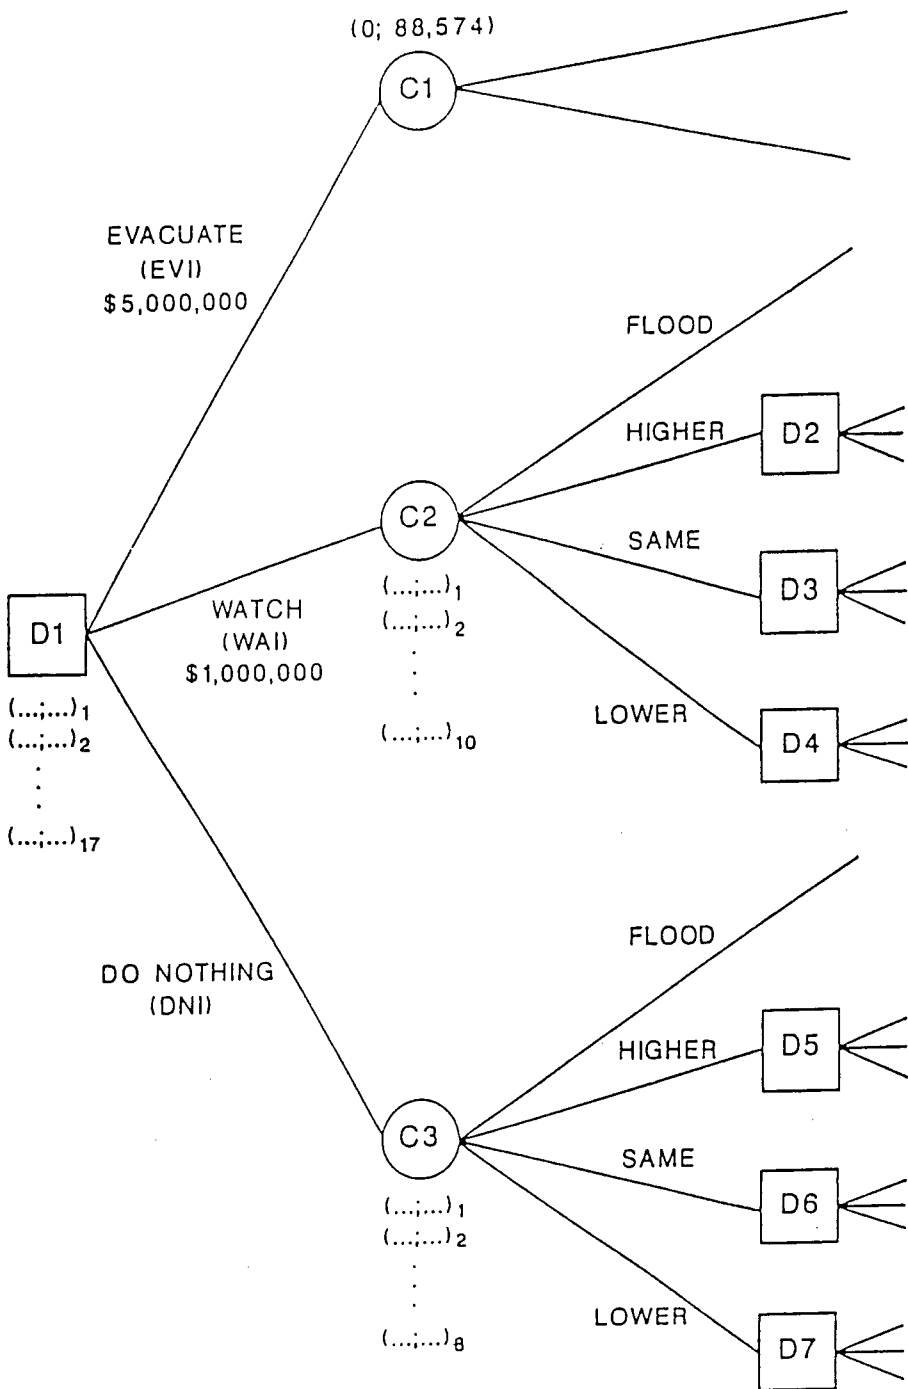 (0; 88,574)
C1
EVACUATE
(EVI)
$5,000,000
FLOOD
HIGHER
D2
C2
SAME
D3
(...;...)1
(...;...)2
.
.
(...;...)10
LOWER
D4
D1
WATCH
(WAI)
$1,000,000
(...;...)1
(...;...)2
.
.
.
(...;...)17
DO NOTHING
(DNI)
FLOOD
HIGHER
D5
C3
SAME
D6
(...;...)1
(...;...)2
.
.
.
(...;...)8
LOWER
D7